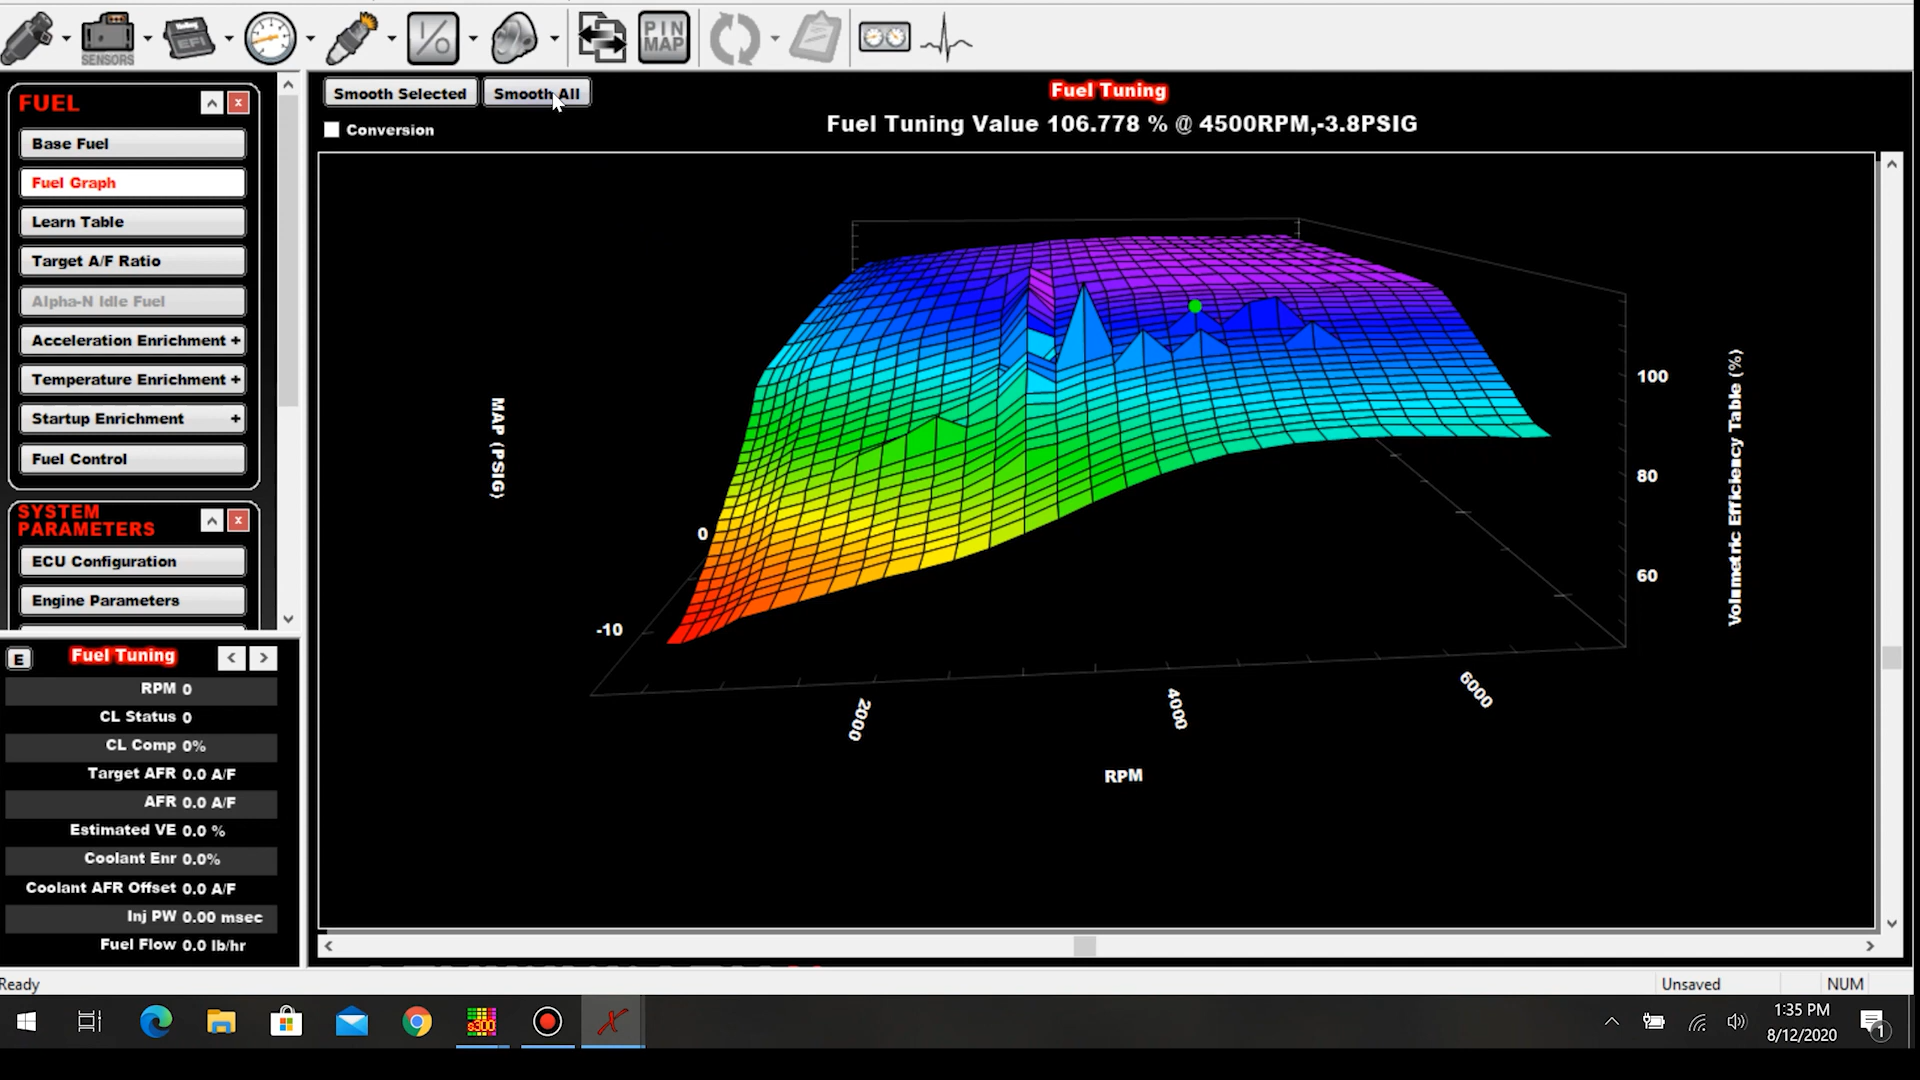 SENSORS
EFI
I/O
PIN
MAP
FUEL
Base Fuel
Fuel Graph
Learn Table
Target A/F Ratio
Alpha-N Idle Fuel
Acceleration Enrichment +
Temperature Enrichment +
Startup Enrichment +
Fuel Control
SYSTEM
PARAMETERS
ECU Configuration
Engine Parameters
E
Fuel Tuning
< >
RPM 0
CL Status 0
CL Comp 0%
Target AFR 0.0 A/F
AFR 0.0 A/F
Estimated VE 0.0 %
Coolant Enr 0.0%
Coolant AFR Offset 0.0 A/F
Inj PW 0.00 msec
Fuel Flow 0.0 lb/hr
Smooth Selected
Smooth All
Conversion
Fuel Tuning
Fuel Tuning Value 106.778 % @ 4500RPM,-3.8PSIG
MAP (PSIG)
0
-10
2000
4000
6000
RPM
100
80
60
Volumetric Efficiency Table (%)
Ready
Unsaved
NUM
s300
1:35 PM
8/12/2020
1